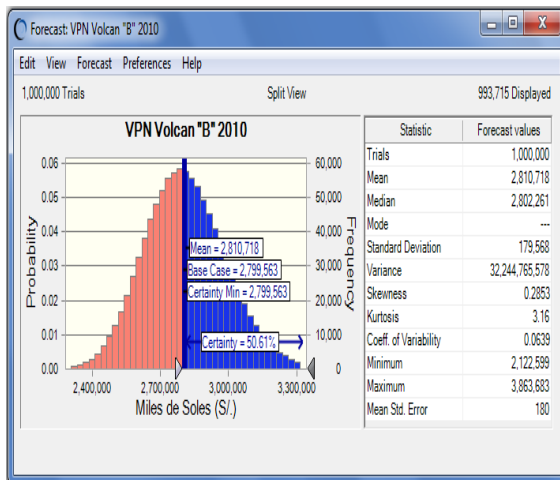 Forecast: VPN Volcan "B" 2010
Edit View Forecast Preferences Help
1,000,000 Trials Split View 993,715 Displayed
VPN Volcan "B" 2010
0.06
0.05
0.04
0.03
0.02
0.01
0.00
Probability
60,000
50,000
40,000
30,000
20,000
10,000
0
Frequency
Mean = 2,810,718
Base Case = 2,799,563
Certainty Min = 2,799,563
Certainty = 50.61%
2,400,000 2,700,000 3,000,000 3,300,000
Miles de Soles (S/.)
Statistic Forecast values
Trials 1,000,000
Mean 2,810,718
Median 2,802,261
Mode ---
Standard Deviation 179,568
Variance 32,244,765,578
Skewness 0.2853
Kurtosis 3.16
Coeff. of Variability 0.0639
Minimum 2,122,599
Maximum 3,863,683
Mean Std. Error 180